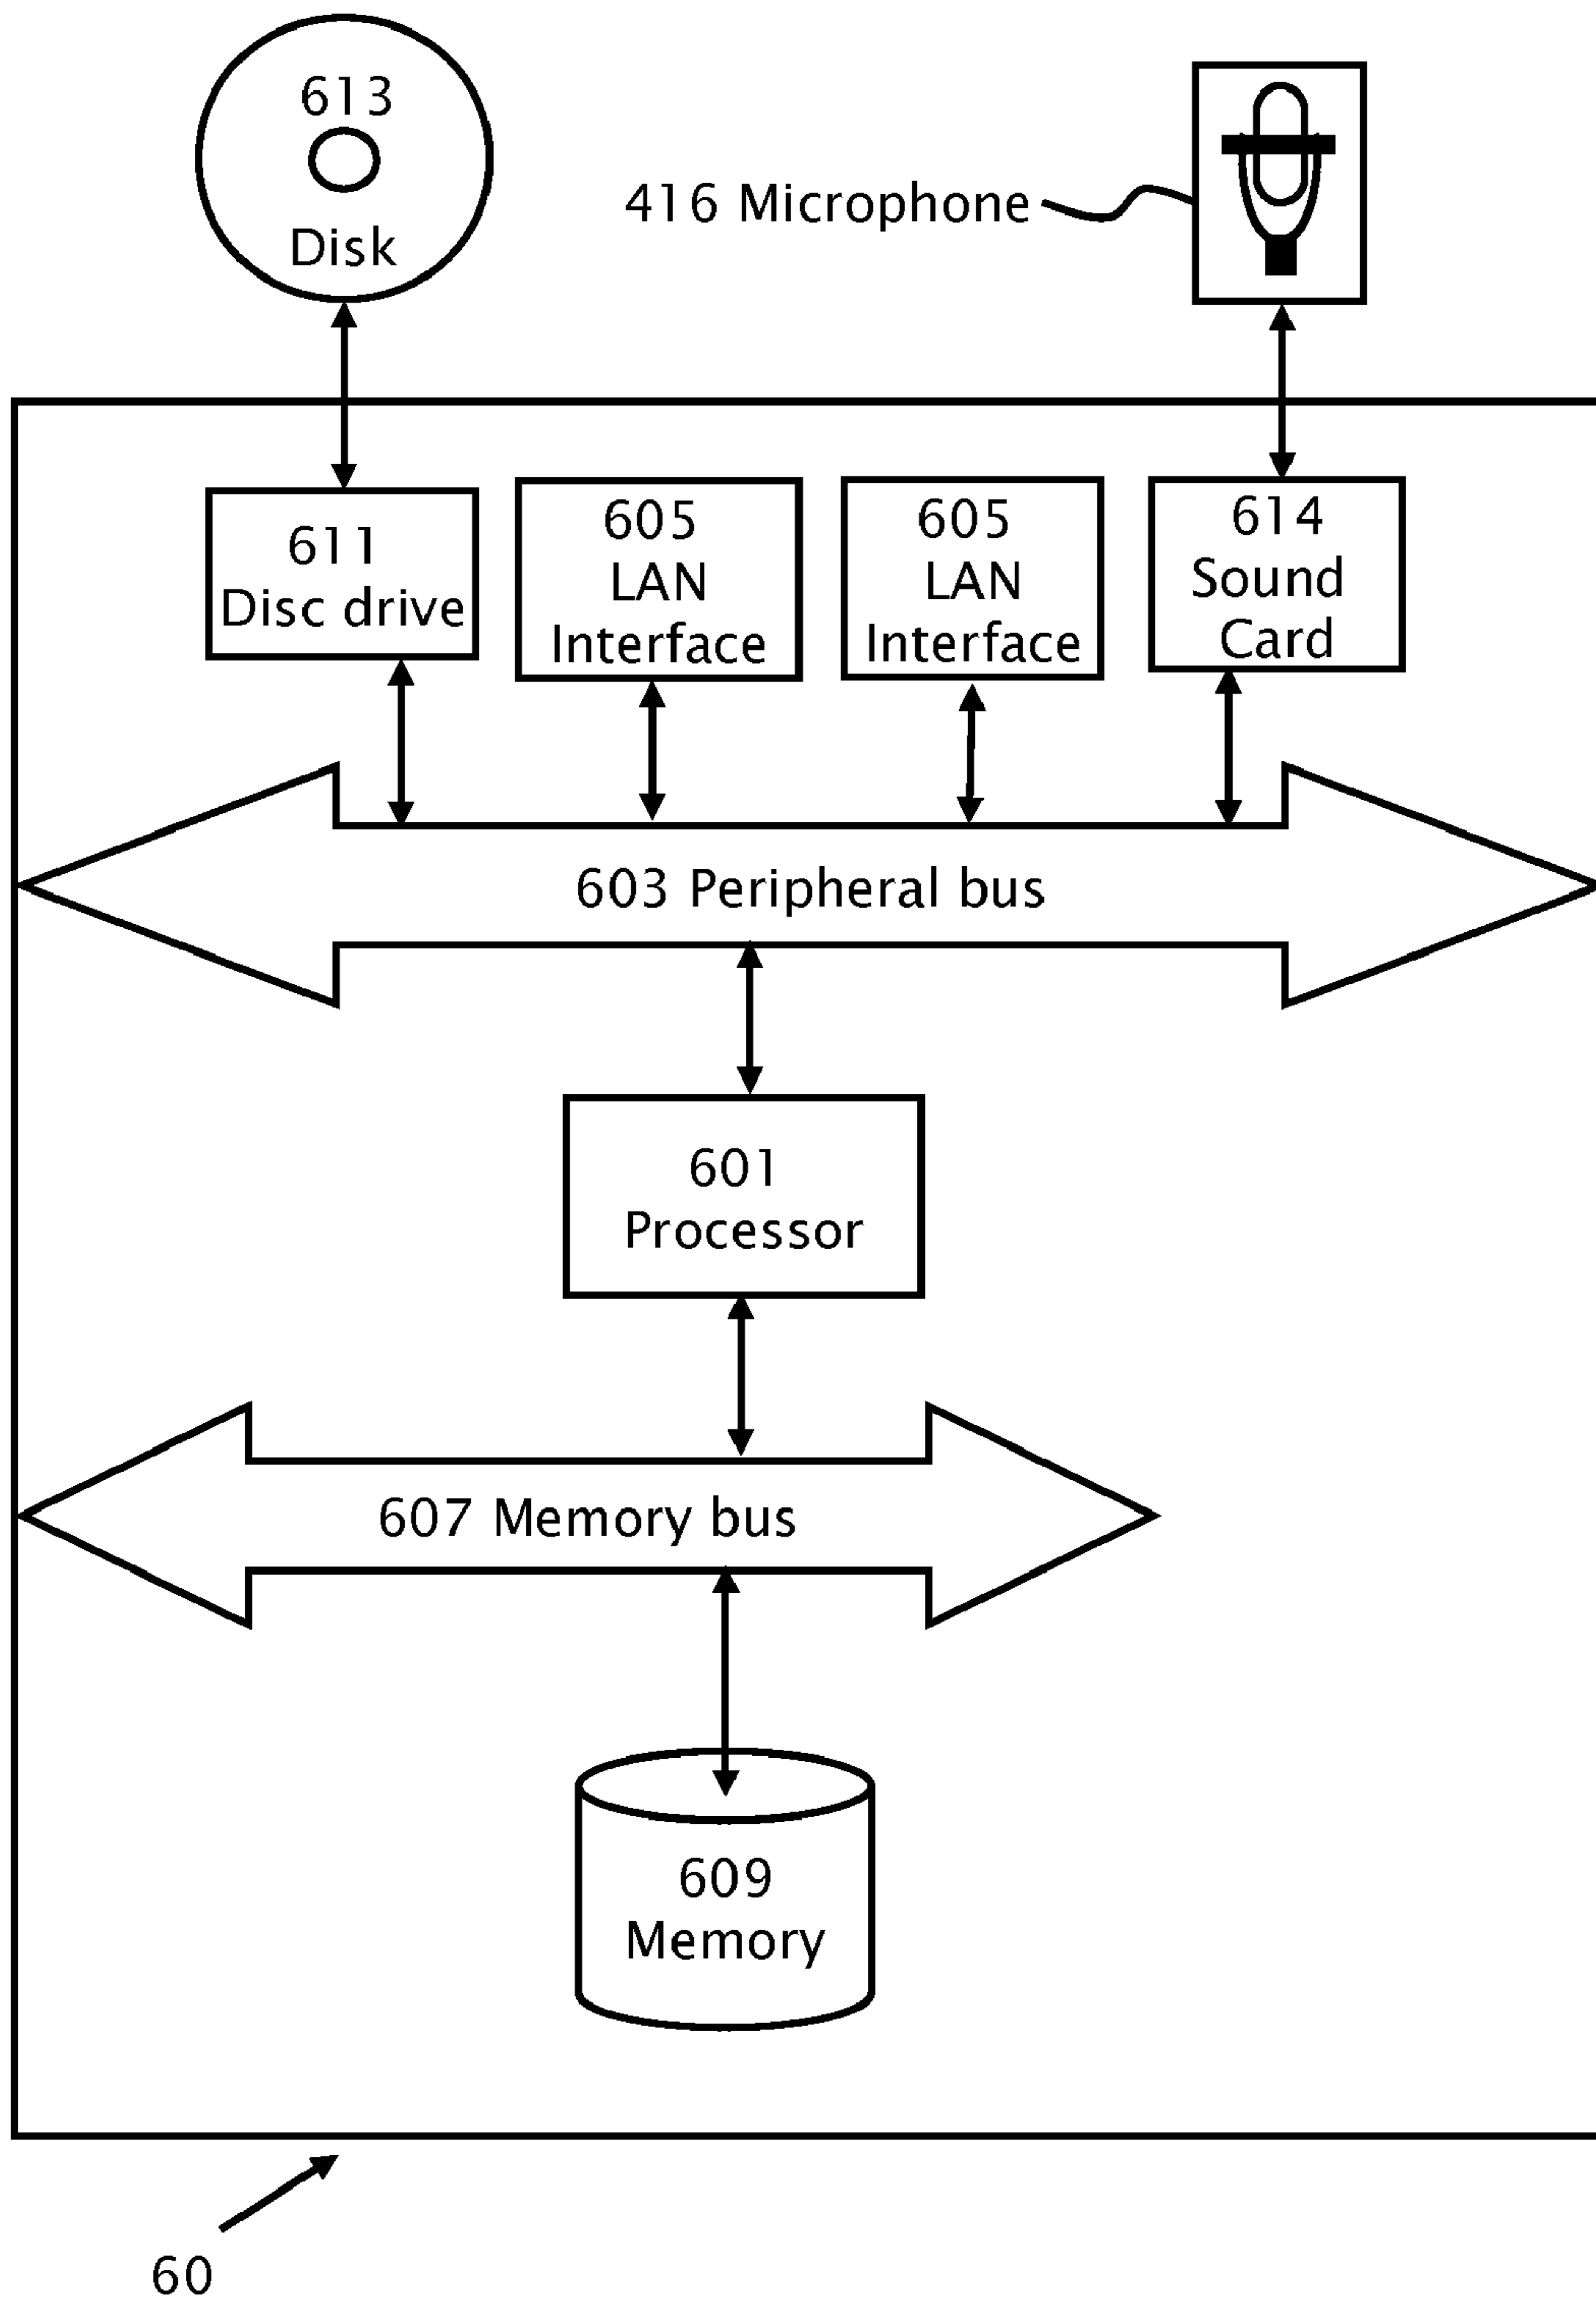 613
Disk
416 Microphone
611
Disc drive
605
LAN
Interface
605
LAN
Interface
614
Sound
Card
603 Peripheral bus
601
Processor
607 Memory bus
609
Memory
60